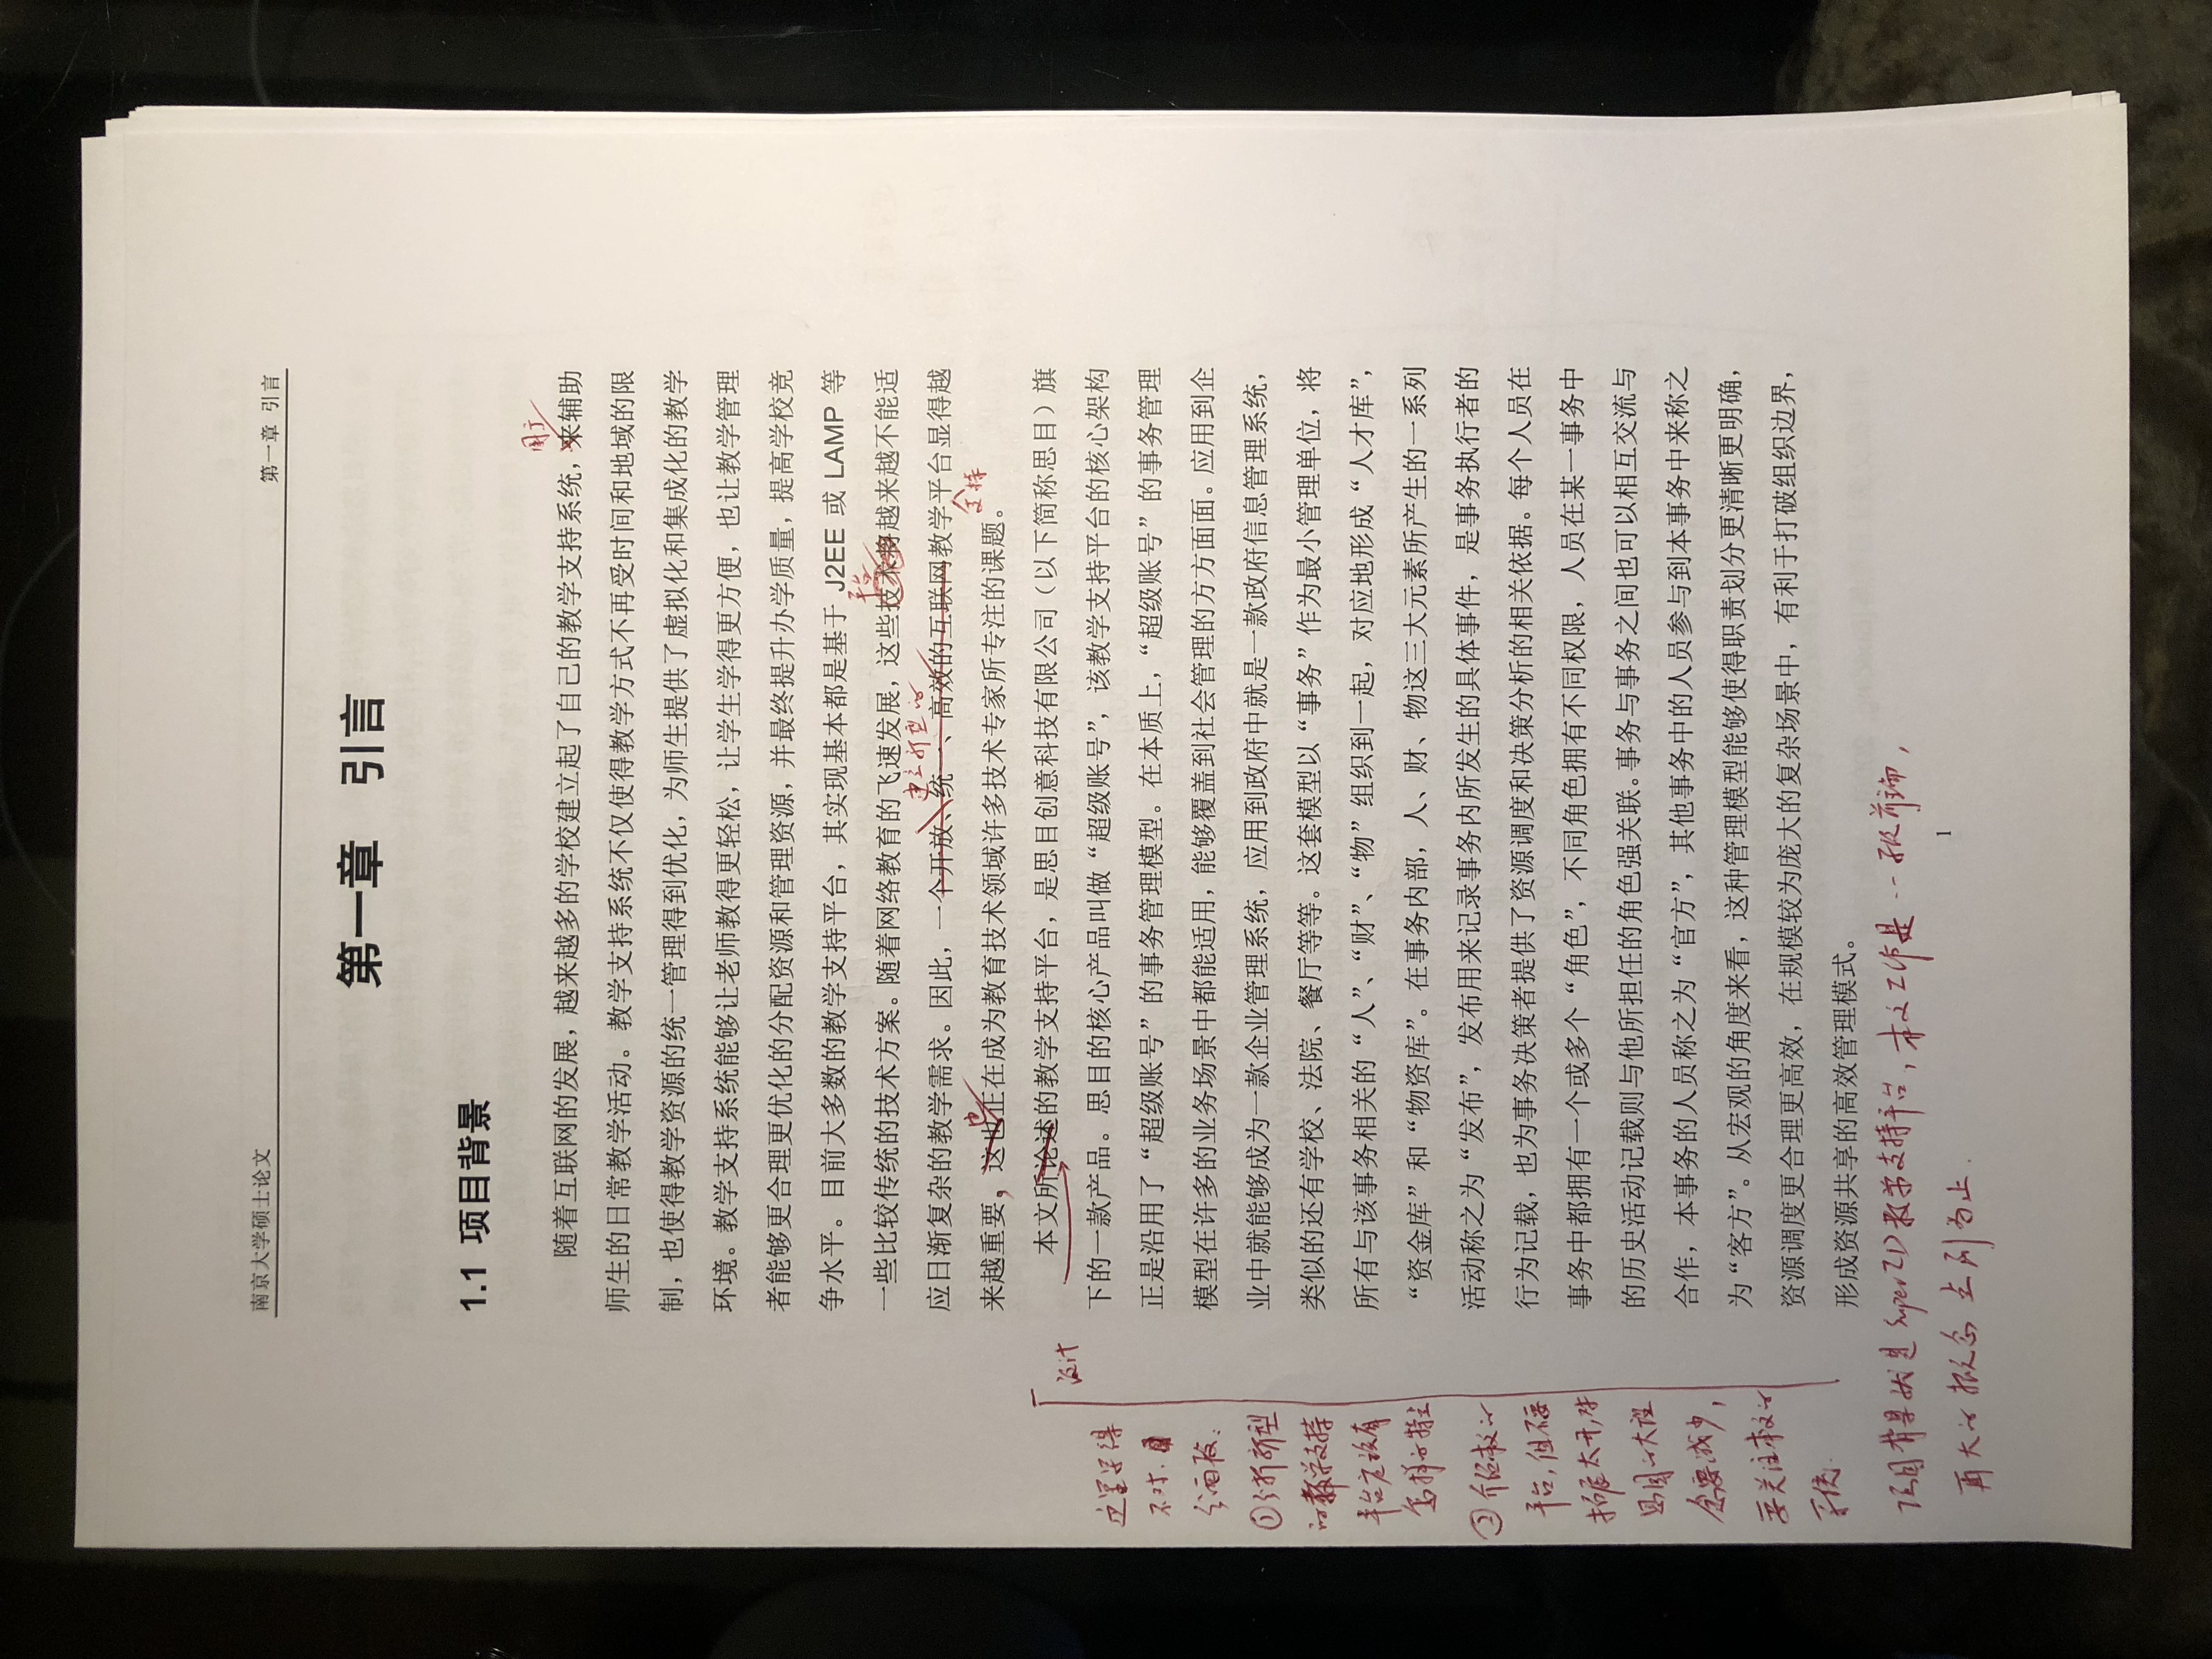 南京大学硕士论文
第一章 引言
第一章 引言
1.1 项目背景
用于
随着互联网的发展，越来越多的学校建立起了自己的教学支持系统，来辅助
师生的日常教学活动。教学支持系统不仅使得教学方式不再受时间和地域的限
制，也使得教学资源的统一管理得到优化，为师生提供了虚拟化和集成化的教学
环境。教学支持系统能够让老师教得更轻松，让学生学得更方便，也让教学管理
者能够更合理更优化的分配资源和管理资源，并最终提升办学质量，提高学校竞
争水平。目前大多数的教学支持平台，其实现基本都是基于 J2EE 或 LAMP 等
平台
一些比较传统的技术方案。随着网络教育的飞速发展，这些技术将越来越不能适
建立新型的
应日渐复杂的教学需求。因此，一个开放、统一、高效的互联网教学平台显得越
支持
也
来越重要，这也正在成为教育技术领域许多技术专家所专注的课题。
本文所论述的教学支持平台，是思目创意科技有限公司（以下简称思目）旗
设计
下的一款产品。思目的核心产品叫做“超级账号”，该教学支持平台的核心架构
正是沿用了“超级账号”的事务管理模型。在本质上，“超级账号”的事务管理
模型在许多的业务场景中都能适用，能够覆盖到社会管理的方方面面。应用到企
业中就能够成为一款企业管理系统，应用到政府中就是一款政府信息管理系统，
类似的还有学校、法院、餐厅等等。这套模型以“事务”作为最小管理单位，将
所有与该事务相关的“人”、“财”、“物”组织到一起，对应地形成“人才库”，
“资金库”和“物资库”。在事务内部，人、财、物这三大元素所产生的一系列
活动称之为“发布”，发布用来记录事务内所发生的具体事件，是事务执行者的
行为记载，也为事务决策者提供了资源调度和决策分析的相关依据。每个人员在
事务中都拥有一个或多个“角色”，不同角色拥有不同权限，人员在某一事务中
的历史活动记载则与他所担任的角色强关联。事务与事务之间也可以相互交流与
合作，本事务的人员称之为“官方”，其他事务中的人员参与到本事务中来称之
为“客方”。从宏观的角度来看，这种管理模型能够使得职责划分更清晰更明确，
资源调度更合理更高效，在规模较为庞大的复杂场景中，有利于打破组织边界，
形成资源共享的高效管理模式。
这里写得
不对.
分两段:
①分析新型
的教学支持
平台应该有
怎样的特点
②介绍本文的
平台,但不要
拓展太开,对
思目的大理
念要减少,
要关注本文的
系统.
项目背景就是SuperID教学支持平台,本文工作是--系统前端,
再大的概念点到为止.
1